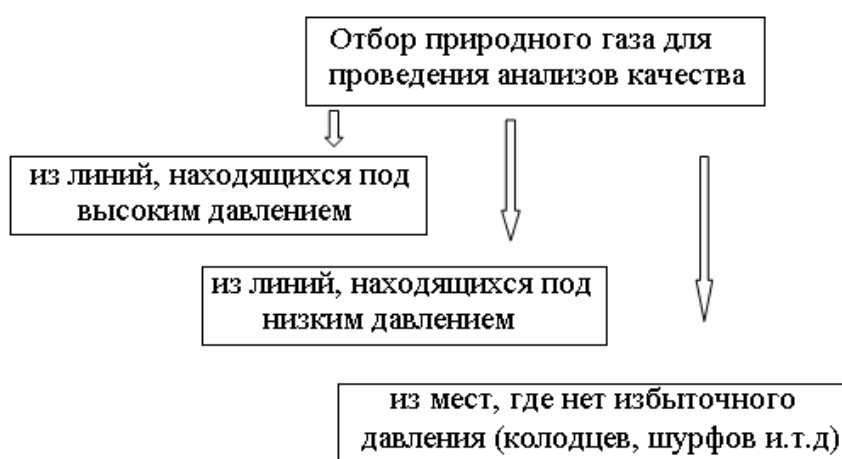 Отбор природного газа для
проведения анализов качества
из линий, находящихся под
высоким давлением
из линий, находящихся под
низким давлением
из мест, где нет избыточного
давления (колодцев, шурфов и.т.д)